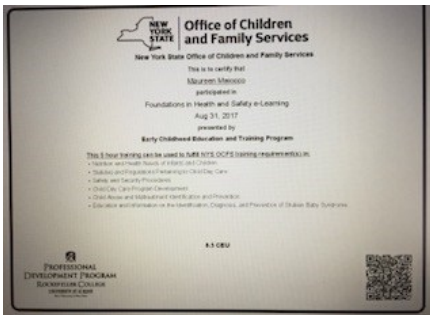 NEW
YORK
STATE
Office of Children
and Family Services
New York State Office of Children and Family Services
This is to certify that
Maureen
participated in
Foundations in Health and Safety e-Learning
Aug 31, 2017
presented by
Early Childhood Education and Training Program
This 5 hour training can be used to fulfill NYS OCFS training requirement(s) in:
• Nutrition and Health Needs of Infants and Children
• Statutes and Regulations Pertaining to Child Day Care
• Safety and Security Procedures
• Child Day Care Program Development
• Child Abuse and Maltreatment Identification and Prevention
• Education and Information on the Identification, Diagnosis, and Prevention of Shaken Baby Syndrome
CEU
PROFESSIONAL
DEVELOPMENT PROGRAM
ROCKEFELLER COLLEGE
UNIVERSITY AT ALBANY